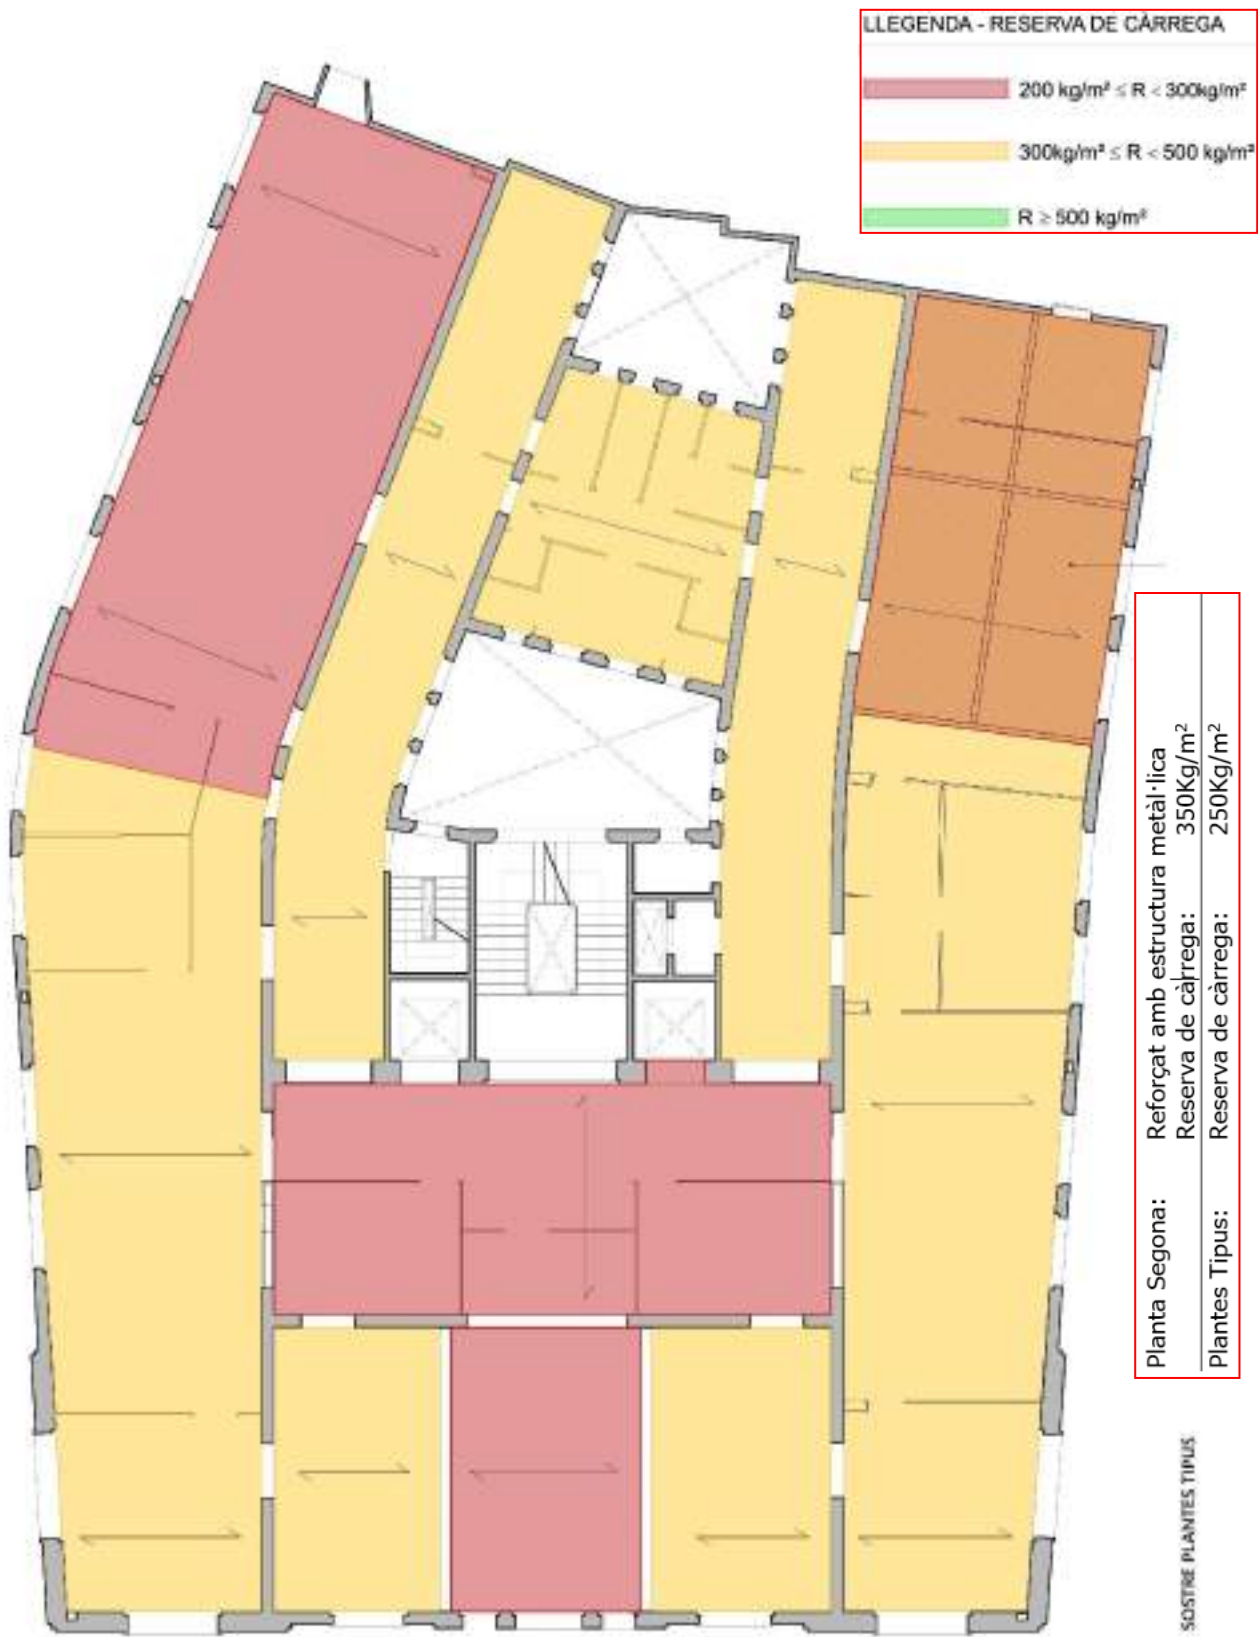 LLEGENDA - RESERVA DE CÀRREGA
200 kg/m² ≤ R < 300kg/m²
300kg/m² ≤ R < 500 kg/m²
R ≥ 500 kg/m²
Planta Segona: Reforçat amb estructura metàl·lica
Reserva de càrrega: 350Kg/m²
Plantes Tipus: Reserva de càrrega: 250Kg/m²
SOSTRE PLANTES TIPUS